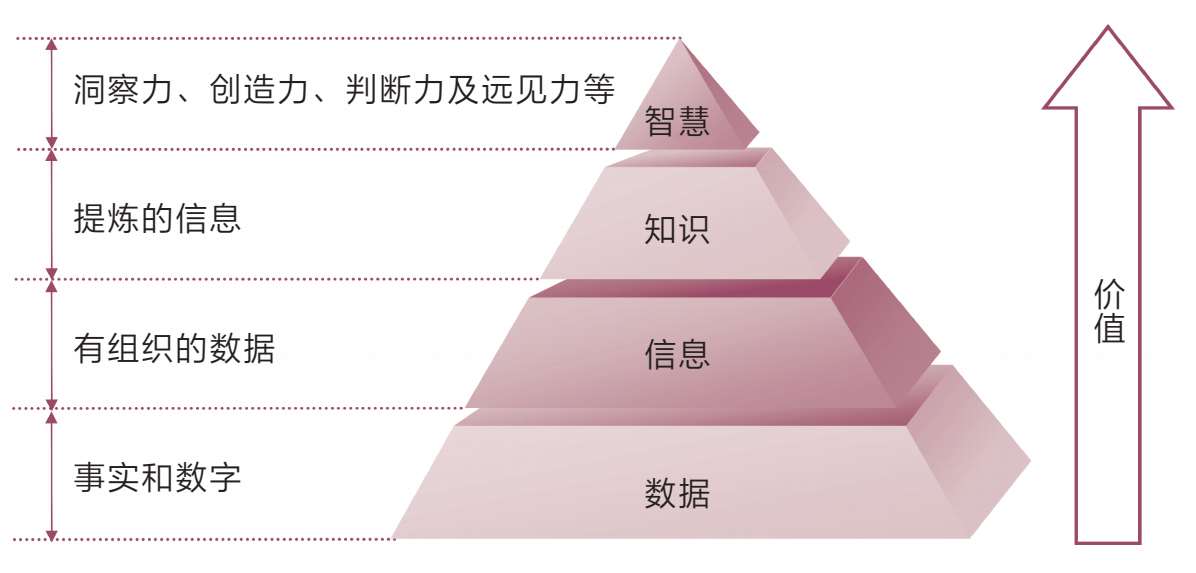 洞察力、创造力、判断力及远见力等
智慧
提炼的信息
知识
有组织的数据
信息
事实和数字
数据
价值